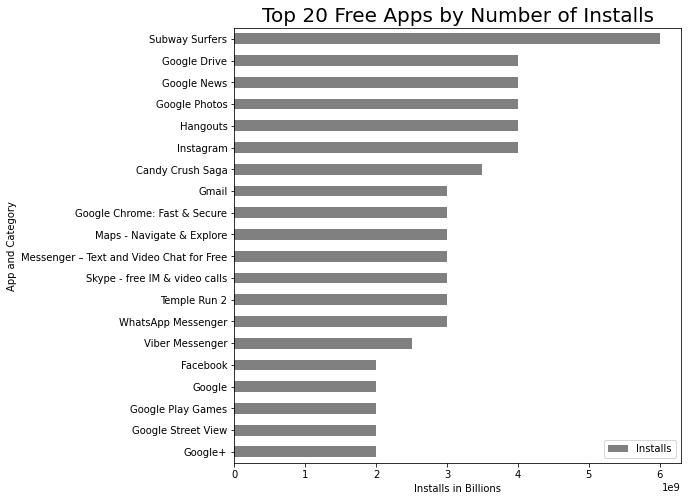 Top 20 Free Apps by Number of Installs
App and Category
Subway Surfers
Google Drive
Google News
Google Photos
Hangouts
Instagram
Candy Crush Saga
Gmail
Google Chrome: Fast & Secure
Maps - Navigate & Explore
Messenger – Text and Video Chat for Free
Skype - free IM & video calls
Temple Run 2
WhatsApp Messenger
Viber Messenger
Facebook
Google
Google Play Games
Google Street View
Google+
Installs
0 1 2 3 4 5 6
1e9
Installs in Billions